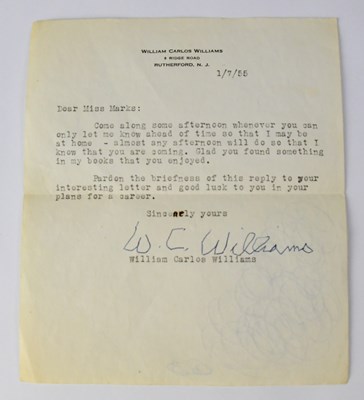 WILLIAM CARLOS WILLIAMS
9 RIDGE ROAD
RUTHERFORD, N. J.
1/7/55
Dear Miss Marks:
Come along some afternoon whenever you can
only let me know ahead of time so that I may be
at home - almost any afternoon will do so that I
know that you are coming. Glad you found something
in my books that you enjoyed.
Pardon the briefness of this reply to your
interesting letter and good luck to you in your
plans for a career.
Sincerely yours
W. C. Williams
William Carlos Williams